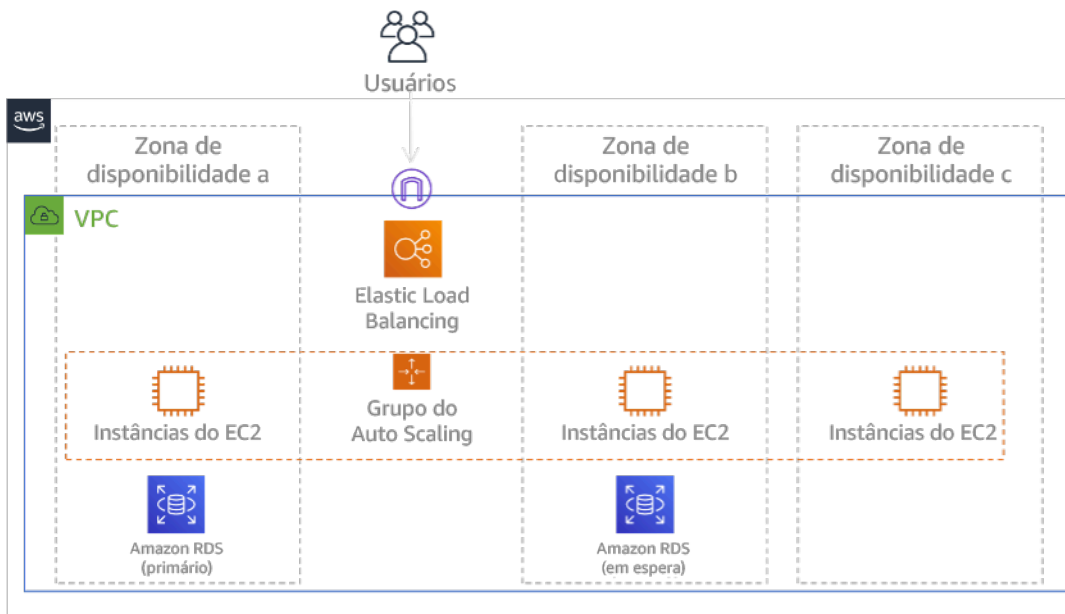 Usuários
aws
Zona de
disponibilidade a
Zona de
disponibilidade b
Zona de
disponibilidade c
VPC
Elastic Load
Balancing
Instâncias do EC2
Grupo do
Auto Scaling
Instâncias do EC2
Instâncias do EC2
Amazon RDS
(primário)
Amazon RDS
(em espera)